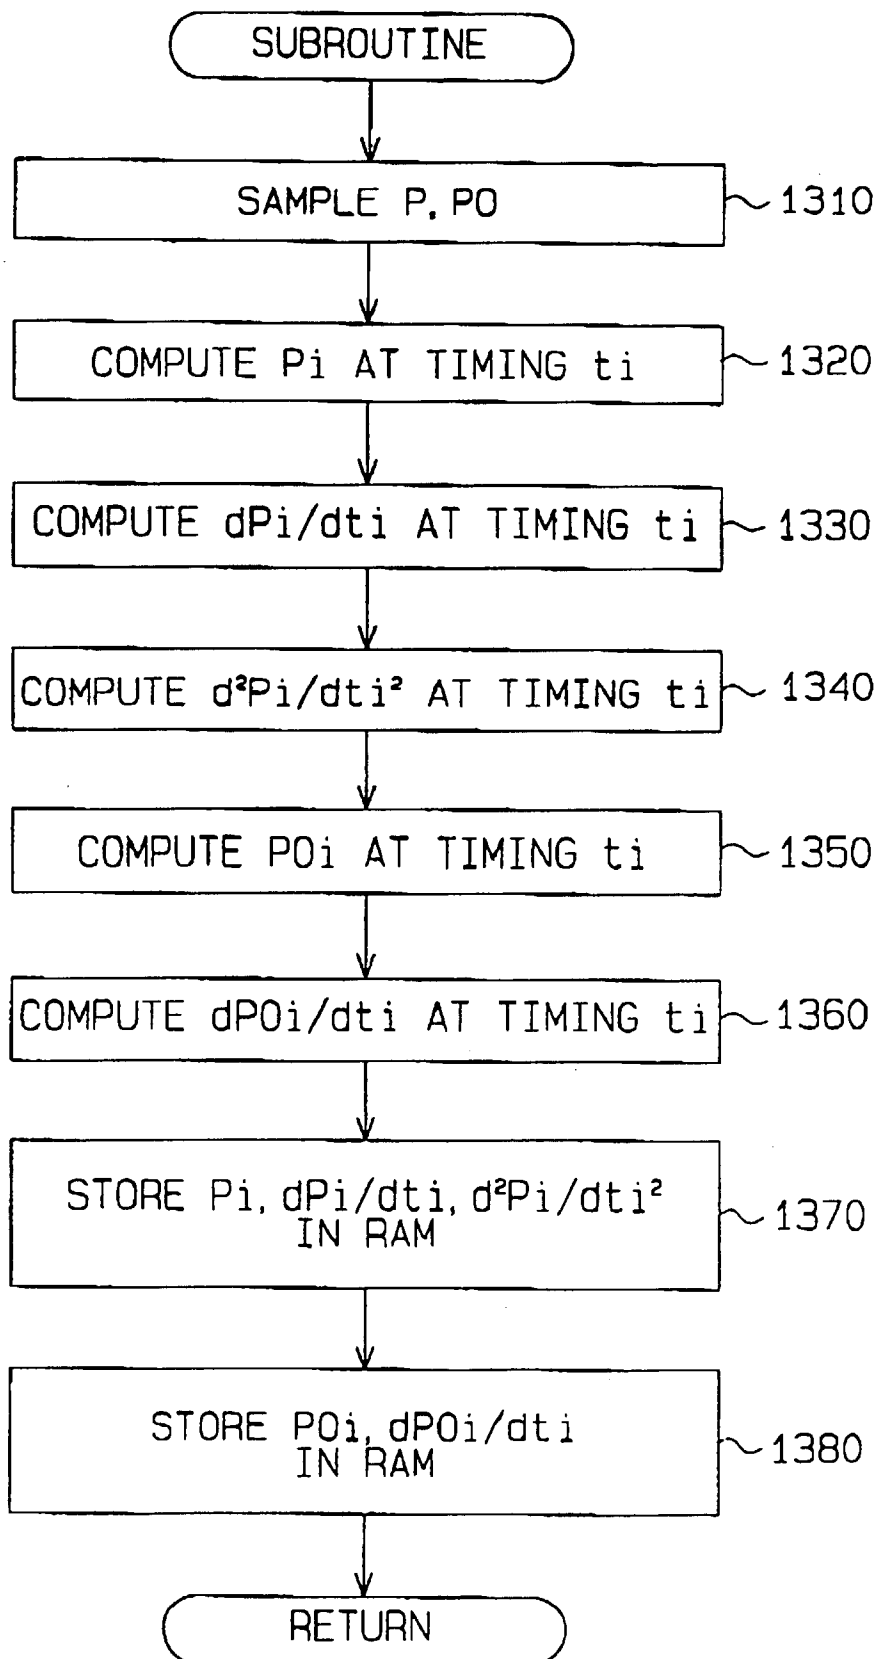 SUBROUTINE
SAMPLE P, PO
1310
COMPUTE Pi AT TIMING ti
1320
COMPUTE dPi/dti AT TIMING ti
1330
COMPUTE d²Pi/dti² AT TIMING ti
1340
COMPUTE POi AT TIMING ti
1350
COMPUTE dPOi/dti AT TIMING ti
1360
STORE Pi, dPi/dti, d²Pi/dti²
IN RAM
1370
STORE POi, dPOi/dti
IN RAM
1380
RETURN